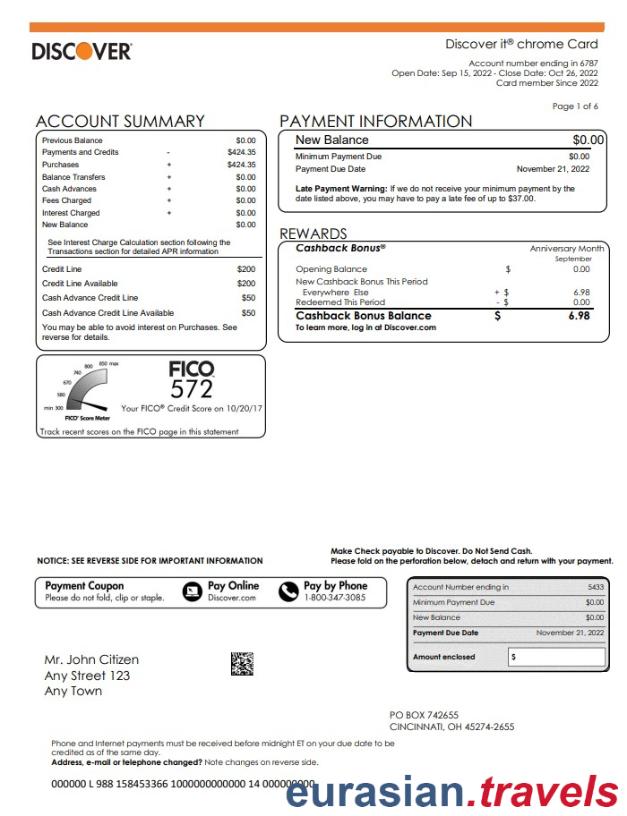 DISCOVER
Discover it® chrome Card
Account number ending in 6787
Open Date: Sep 15, 2022 - Close Date: Oct 26, 2022
Card member Since 2022
Page 1 of 6
ACCOUNT SUMMARY
Previous Balance $0.00
Payments and Credits - $424.35
Purchases + $424.35
Balance Transfers + $0.00
Cash Advances + $0.00
Fees Charged + $0.00
Interest Charged + $0.00
New Balance $0.00
See Interest Charge Calculation section following the
Transactions section for detailed APR information
Credit Line $200
Credit Line Available $200
Cash Advance Credit Line $50
Cash Advance Credit Line Available $50
You may be able to avoid interest on Purchases. See
reverse for details.
PAYMENT INFORMATION
New Balance $0.00
Minimum Payment Due $0.00
Payment Due Date November 21, 2022
Late Payment Warning: If we do not receive your minimum payment by the
date listed above, you may have to pay a late fee of up to $37.00.
REWARDS
Cashback Bonus® Anniversary Month
September
Opening Balance $ 0.00
New Cashback Bonus This Period
Everywhere Else + $ 6.98
Redeemed This Period - $ 0.00
Cashback Bonus Balance $ 6.98
To learn more, log in at Discover.com
FICO
572
850 max
800
740
670
580
min 300
FICO® Score Meter
Your FICO® Credit Score on 10/20/17
Track recent scores on the FICO page in this statement
NOTICE: SEE REVERSE SIDE FOR IMPORTANT INFORMATION
Make Check payable to Discover. Do Not Send Cash.
Please fold on the perforation below, detach and return with your payment.
Payment Coupon
Please do not fold, clip or staple.
Pay Online
Discover.com
Pay by Phone
1-800-347-3085
Account Number ending in 5433
Minimum Payment Due $0.00
New Balance $0.00
Payment Due Date November 21, 2022
Amount enclosed $
Mr. John Citizen
Any Street 123
Any Town
PO BOX 742655
CINCINNATI, OH 45274-2655
Phone and Internet payments must be received before midnight ET on your due date to be
credited as of the same day.
Address, e-mail or telephone changed? Note changes on reverse side.
000000 L 988 158453366 1000000000000 14 000000000
eurasian.travels